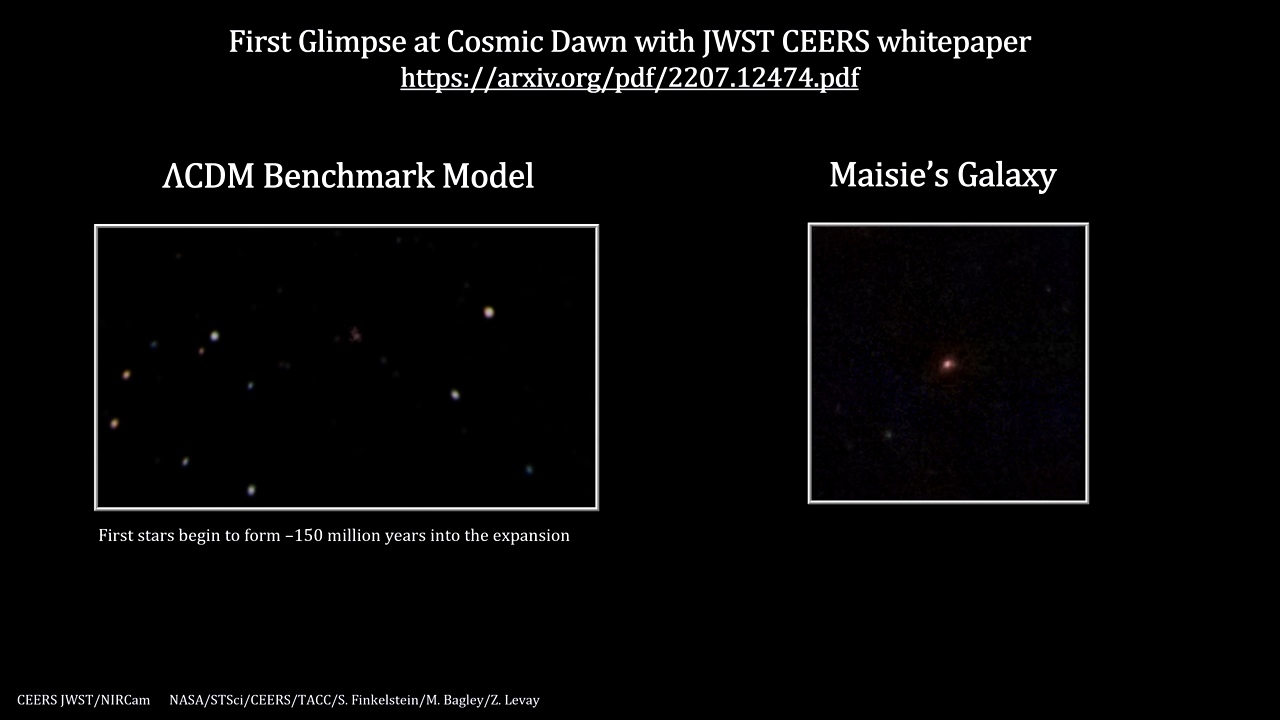 First Glimpse at Cosmic Dawn with JWST CEERS whitepaper
https://arxiv.org/pdf/2207.12474.pdf
ΛCDM Benchmark Model
Maisie’s Galaxy
First stars begin to form –150 million years into the expansion
CEERS JWST/NIRCam NASA/STSci/CEERS/TACC/S. Finkelstein/M. Bagley/Z. Levay